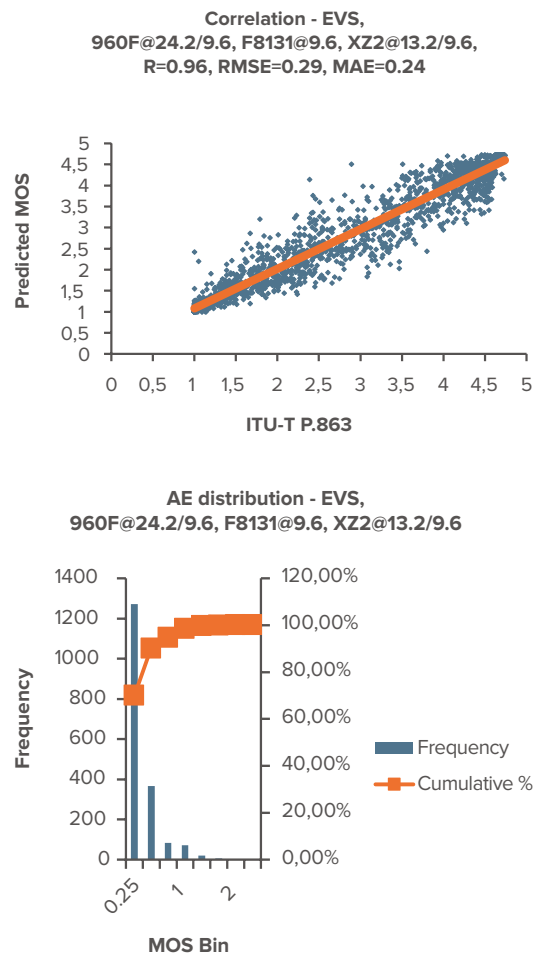 Correlation - EVS,
960F@24.2/9.6, F8131@9.6, XZ2@13.2/9.6,
R=0.96, RMSE=0.29, MAE=0.24
Predicted MOS
5
4,5
4
3,5
3
2,5
2
1,5
1
0,5
0
0 0,5 1 1,5 2 2,5 3 3,5 4 4,5 5
ITU-T P.863
AE distribution - EVS,
960F@24.2/9.6, F8131@9.6, XZ2@13.2/9.6
Frequency
1400
1200
1000
800
600
400
200
0
120,00%
100,00%
80,00%
60,00%
40,00%
20,00%
0,00%
0.25 1 2
MOS Bin
Frequency
Cumulative %